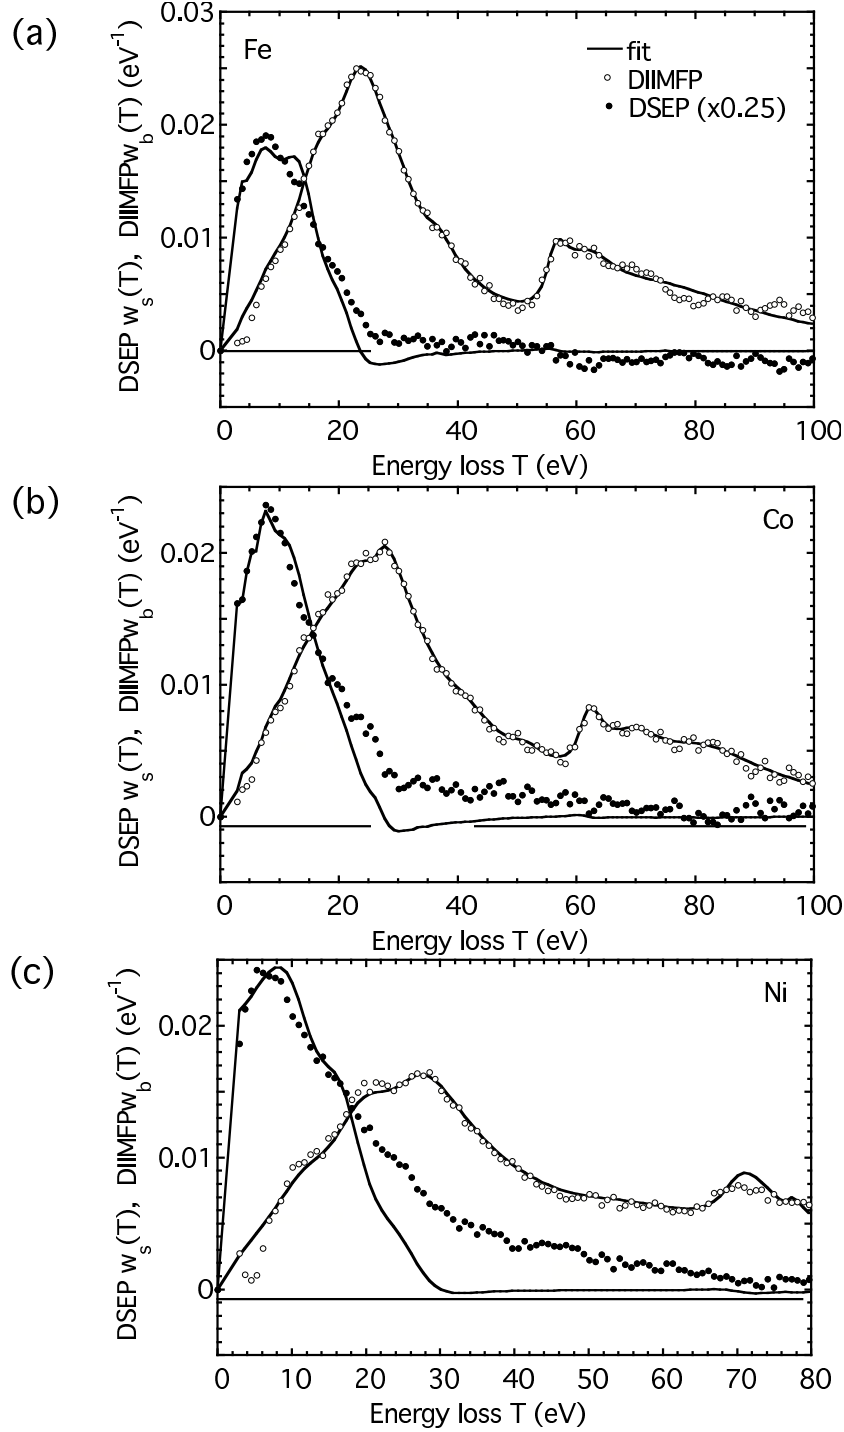 (a)
DSEP w_s(T), DIIMFPw_b(T) (eV⁻¹)
0.03
0.02
0.01
0
Fe
fit
DIIMFP
DSEP (x0.25)
0 20 40 60 80 100
Energy loss T (eV)
(b)
DSEP w_s(T), DIIMFPw_b(T) (eV⁻¹)
0.02
0.01
0
Co
0 20 40 60 80 100
Energy loss T (eV)
(c)
DSEP w_s(T), DIIMFPw_b(T) (eV⁻¹)
0.02
0.01
0
Ni
0 10 20 30 40 50 60 70 80
Energy loss T (eV)